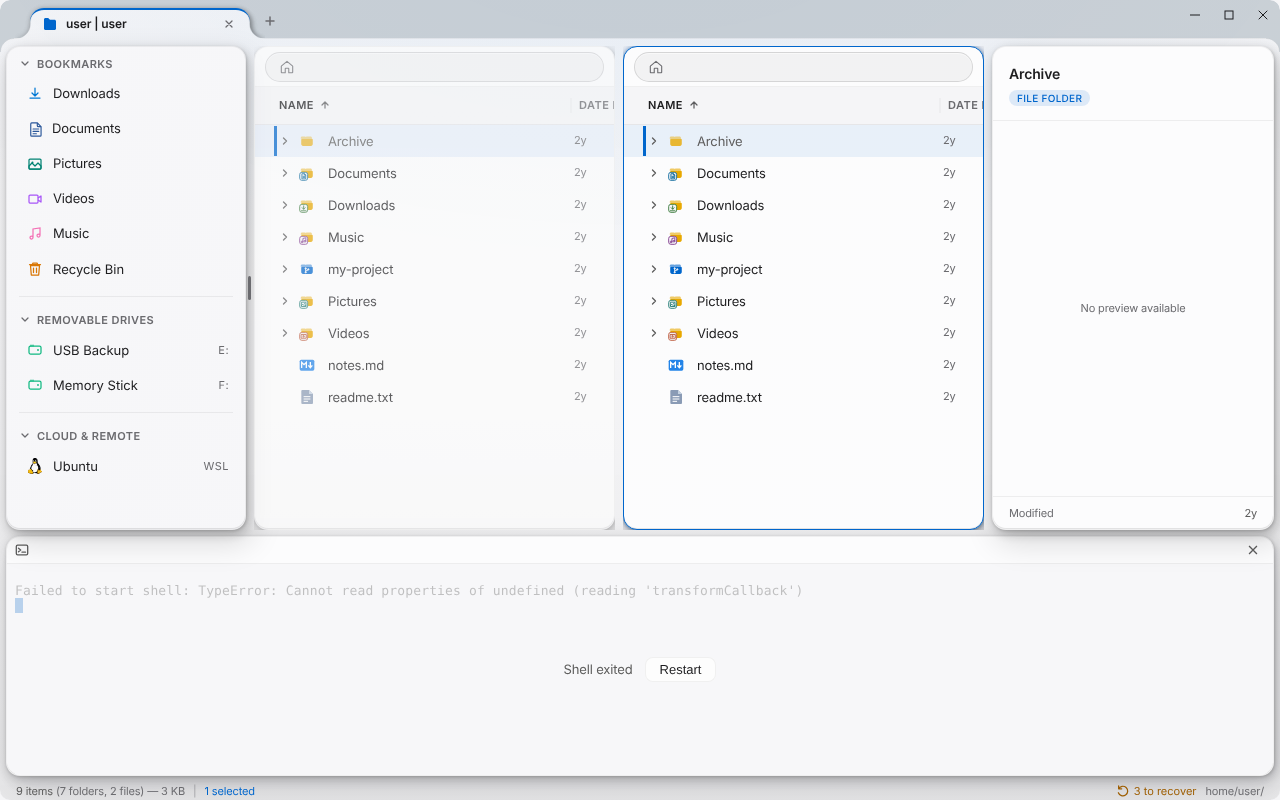 user | user
BOOKMARKS
Downloads
Documents
Pictures
Videos
Music
Recycle Bin
REMOVABLE DRIVES
USB Backup E:
Memory Stick F:
CLOUD & REMOTE
Ubuntu WSL
NAME DATE
Archive 2y
Documents 2y
Downloads 2y
Music 2y
my-project 2y
Pictures 2y
Videos 2y
notes.md 2y
readme.txt 2y
NAME DATE
Archive 2y
Documents 2y
Downloads 2y
Music 2y
my-project 2y
Pictures 2y
Videos 2y
notes.md 2y
readme.txt 2y
Archive
FILE FOLDER
No preview available
Modified 2y
Failed to start shell: TypeError: Cannot read properties of undefined (reading 'transformCallback')
Shell exited Restart
9 items (7 folders, 2 files) — 3 KB 1 selected 3 to recover home/user/